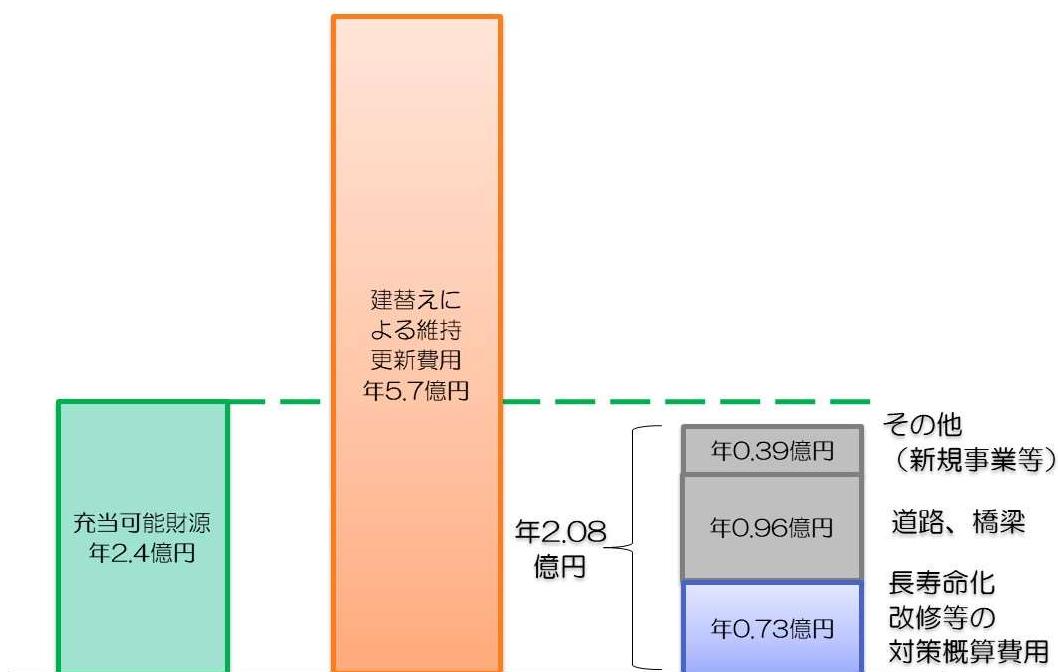 建替えに
よる維持
更新費用
年5.7億円
充当可能財源
年2.4億円
年2.08
億円
年0.39億円
年0.96億円
年0.73億円
その他
（新規事業等）
道路、橋梁
長寿命化
改修等の
対策概算費用